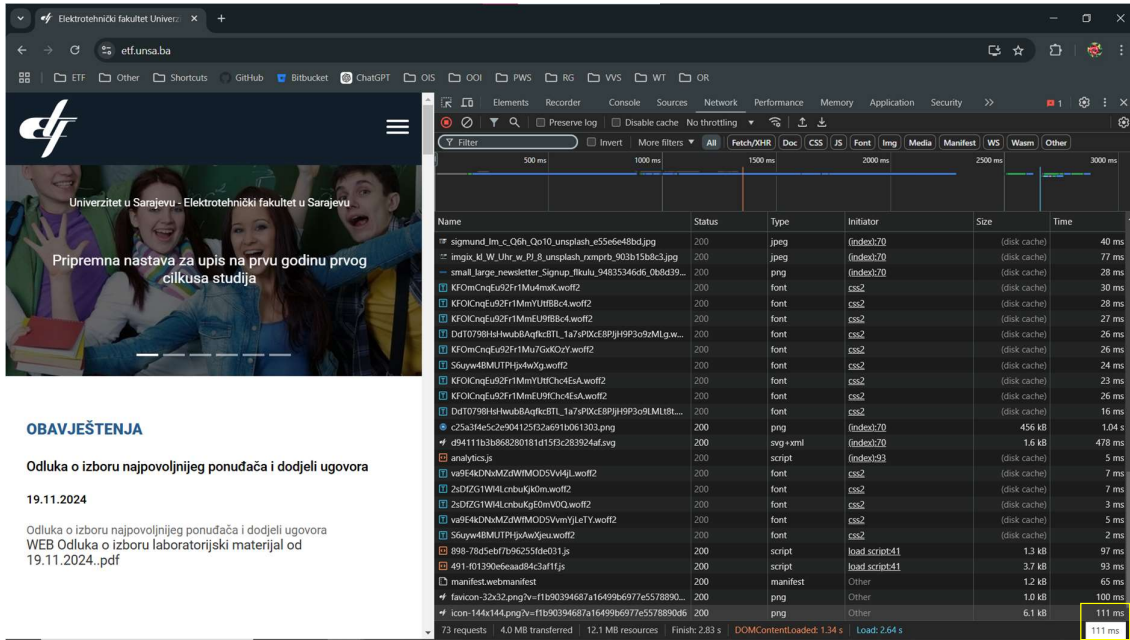 Elektrotehnički fakultet Univerz
etf.unsa.ba
ETF Other Shortcuts GitHub Bitbucket ChatGPT OIS OOI PWS RG VVS WT OR
Univerzitet u Sarajevu - Elektrotehnički fakultet u Sarajevu
Pripremna nastava za upis na prvu godinu prvog
cilkusa studija
OBAVJEŠTENJA
Odluka o izboru najpovoljnijeg ponuđača i dodjeli ugovora
19.11.2024
Odluka o izboru najpovoljnijeg ponuđača i dodjeli ugovora
WEB Odluka o izboru laboratorijski materijal od
19.11.2024..pdf
Elements Recorder Console Sources Network Performance Memory Application Security 1
Preserve log Disable cache No throttling
Filter Invert More filters All Fetch/XHR Doc CSS JS Font Img Media Manifest WS Wasm Other
500 ms 1000 ms 1500 ms 2000 ms 2500 ms 3000 ms
Name Status Type Initiator Size Time
sigmund_Im_c_Q6h_Qo10_unsplash_e55e6e48bd.jpg 200 jpeg (index):70 (disk cache) 40 ms
imgix_kl_W_Uhr_w_PJ_8_unsplash_rxmprb_903b15b8c3.jpg 200 jpeg (index):70 (disk cache) 77 ms
small_large_newsletter_Signup_flkulu_94835346d6_0b8d39... 200 png (index):70 (disk cache) 28 ms
KFOmCnqEu92Fr1Mu4mxK.woff2 200 font css2 (disk cache) 30 ms
KFOlCnqEu92Fr1MmYUtfBBc4.woff2 200 font css2 (disk cache) 28 ms
KFOlCnqEu92Fr1MmEU9fBBc4.woff2 200 font css2 (disk cache) 27 ms
DdT0798HsHwubBAqfkcBTL_1a7sPlXcE8PJjH9P3o9zMLg.w... 200 font css2 (disk cache) 26 ms
KFOmCnqEu92Fr1Mu7GxKOzY.woff2 200 font css2 (disk cache) 26 ms
S6uyw4BMUTPHjx4wXg.woff2 200 font css2 (disk cache) 24 ms
KFOlCnqEu92Fr1MmYUtfChc4EsA.woff2 200 font css2 (disk cache) 23 ms
KFOlCnqEu92Fr1MmEU9fChc4EsA.woff2 200 font css2 (disk cache) 26 ms
DdT0798HsHwubBAqfkcBTL_1a7sPlXcE8PJjH9P3o9LMLt8t.... 200 font css2 (disk cache) 16 ms
c25a3f4e5c2e904125f32a691b061303.png 200 png (index):70 456 kB 1.04 s
d94111b3b868280181d15f3c283924af.svg 200 svg+xml (index):70 1.6 kB 478 ms
analytics.js 200 script (index):93 (disk cache) 5 ms
va9E4kDNxMZdWfMOD5VvI4jL.woff2 200 font css2 (disk cache) 7 ms
2sDfZG1Wl4LcnbuKjk0m.woff2 200 font css2 (disk cache) 7 ms
2sDfZG1Wl4LcnbuKgE0mV0Q.woff2 200 font css2 (disk cache) 3 ms
va9E4kDNxMZdWfMOD5VvmYjLeTY.woff2 200 font css2 (disk cache) 5 ms
S6uyw4BMUTPHjxAwXjeu.woff2 200 font css2 (disk cache) 2 ms
898-78d5ebf7b96255fde031.js 200 script load script:41 1.3 kB 97 ms
491-f01390e6eaad84c3af1f.js 200 script load script:41 3.7 kB 93 ms
manifest.webmanifest 200 manifest Other 1.2 kB 65 ms
favicon-32x32.png?v=f1b90394687a16499b6977e5578890... 200 png Other 1.0 kB 100 ms
icon-144x144.png?v=f1b90394687a16499b6977e5578890d6 200 png Other 6.1 kB 111 ms
73 requests 4.0 MB transferred 12.1 MB resources Finish: 2.83 s DOMContentLoaded: 1.34 s Load: 2.64 s 111 ms